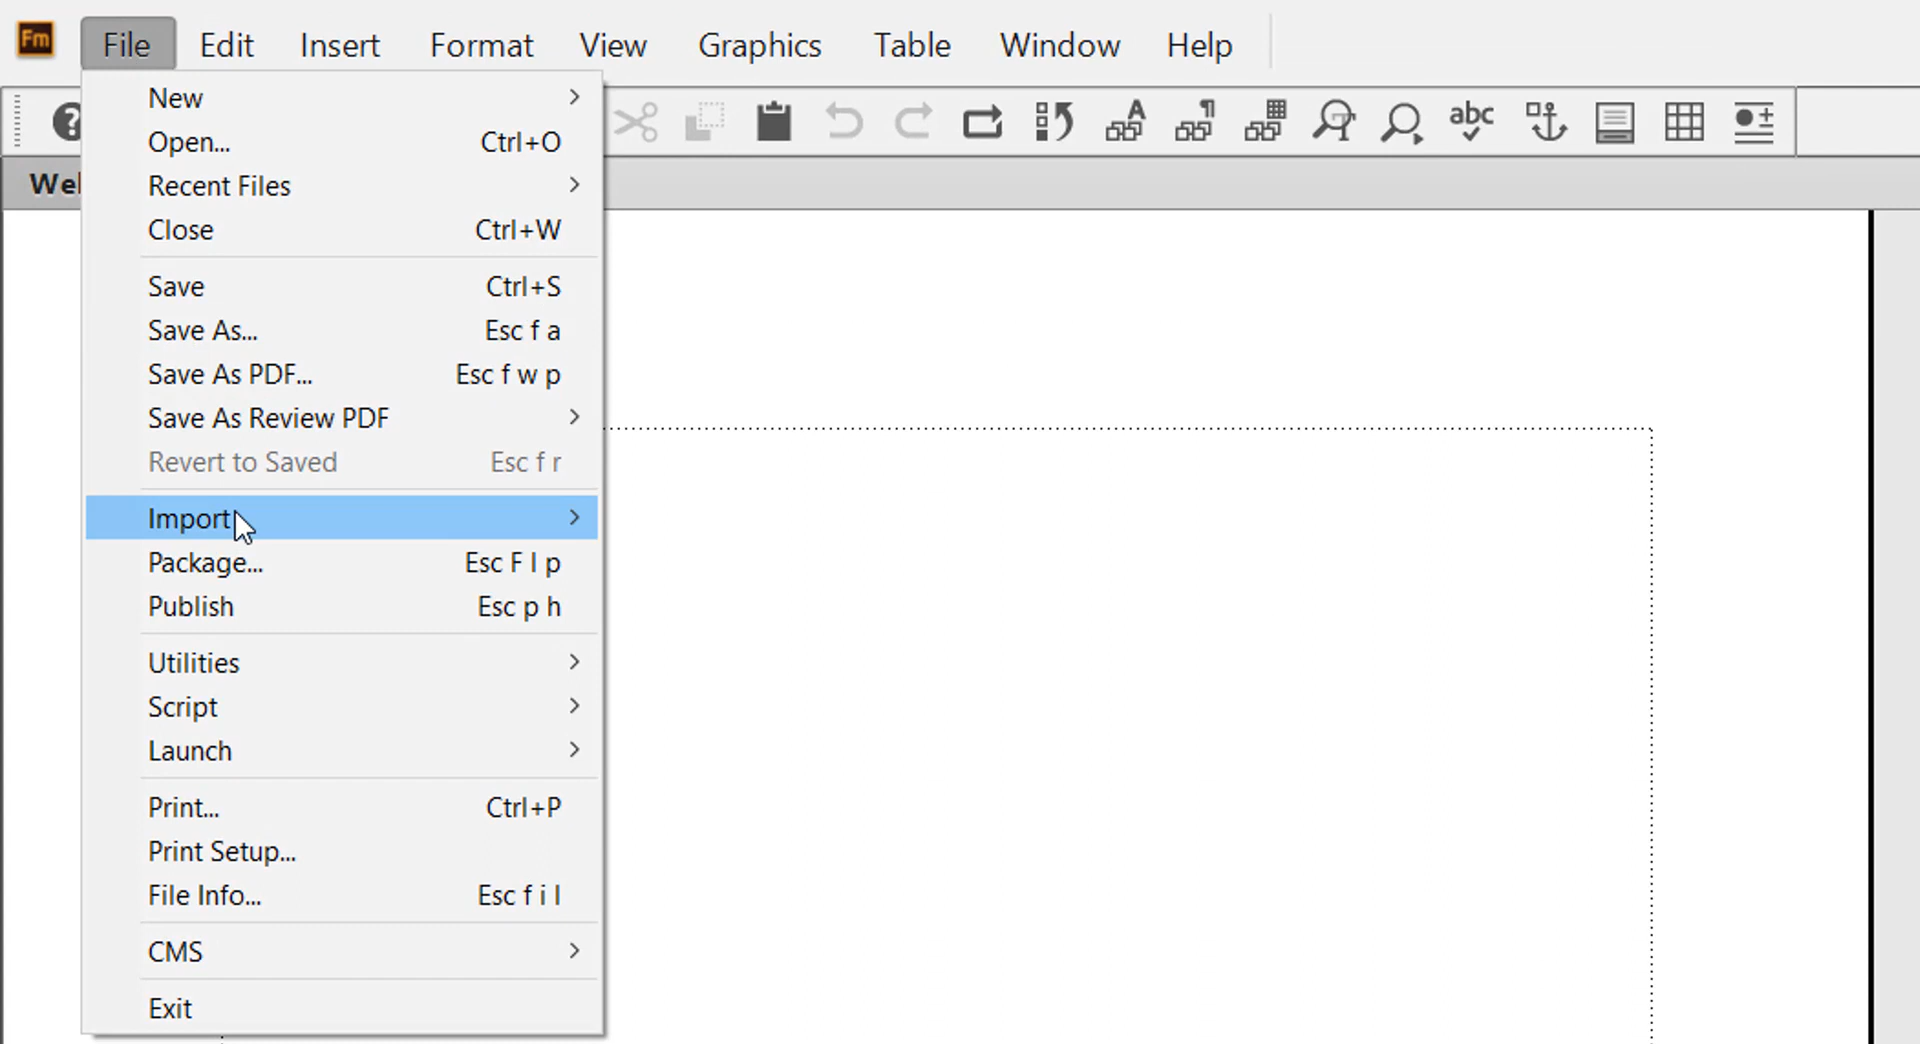 Fm File Edit Insert Format View Graphics Table Window Help
abc
New
Open... Ctrl+O
Recent Files
Close Ctrl+W
Save Ctrl+S
Save As... Esc f a
Save As PDF... Esc f w p
Save As Review PDF
Revert to Saved Esc f r
Import
Package... Esc F I p
Publish Esc p h
Utilities
Script
Launch
Print... Ctrl+P
Print Setup...
File Info... Esc f i l
CMS
Exit